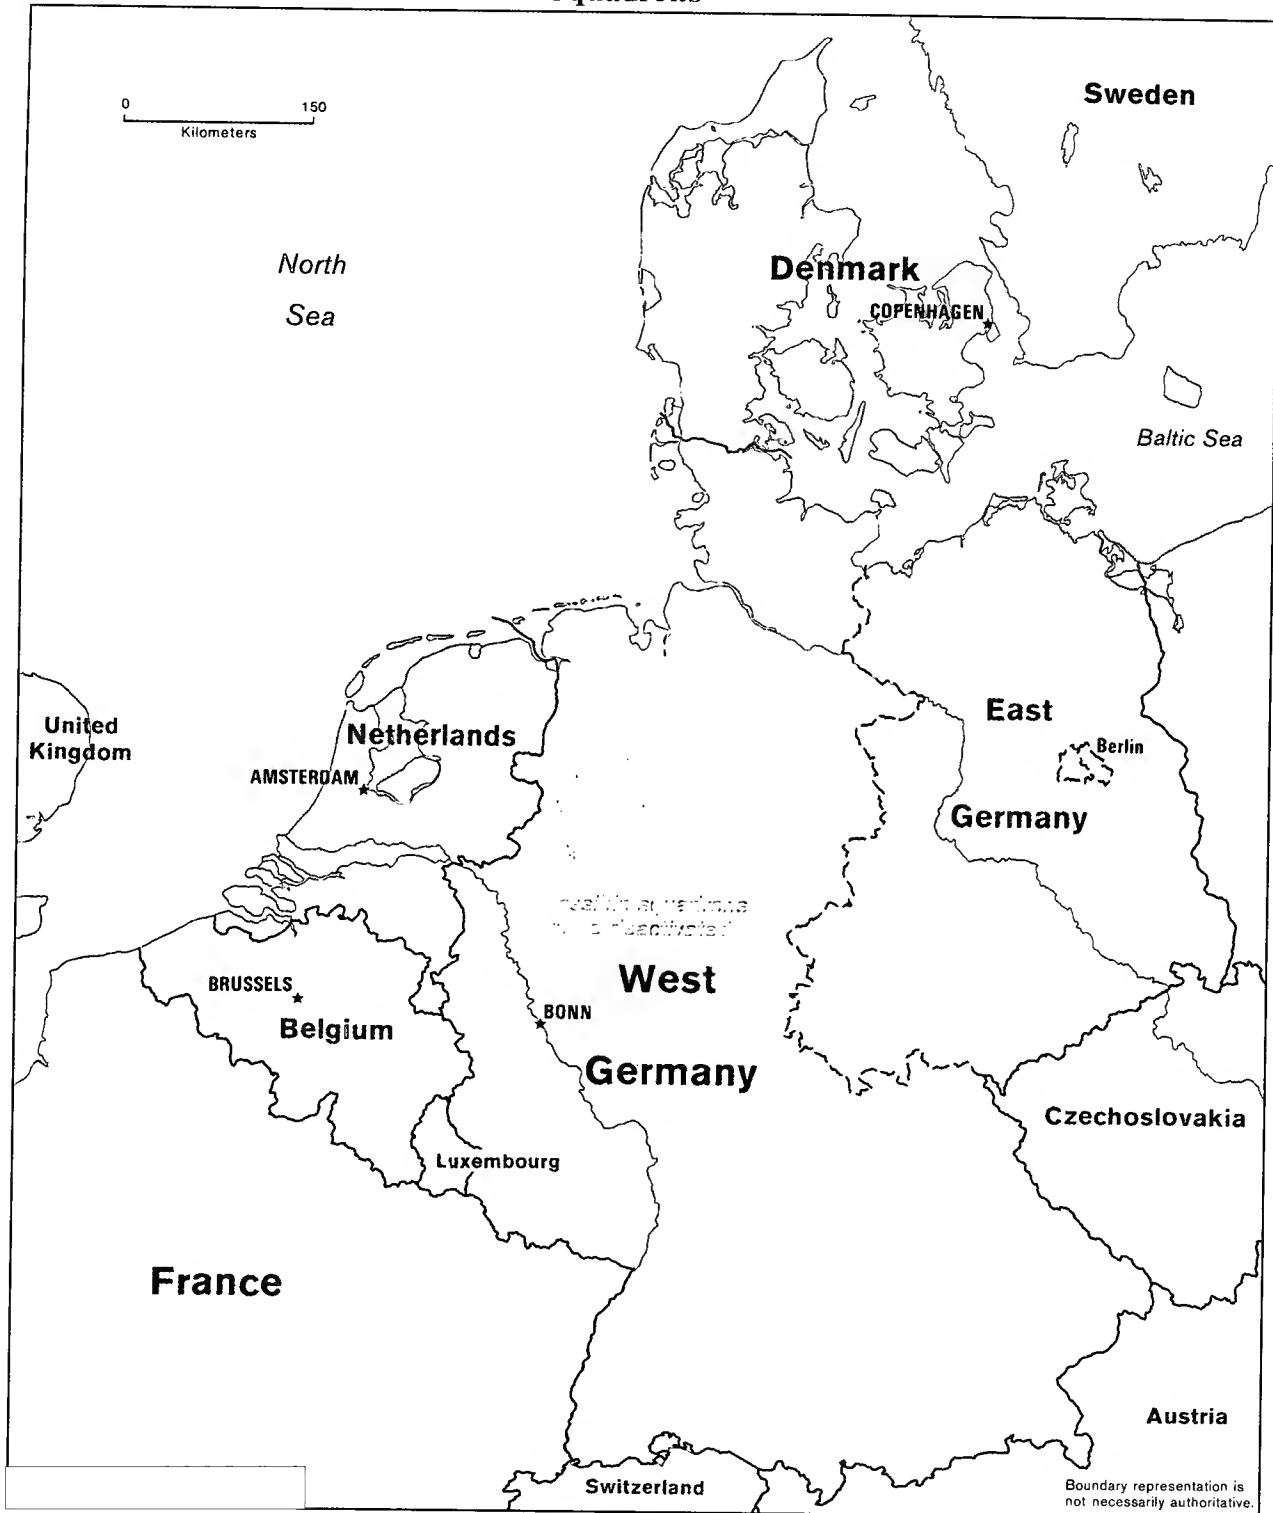 0 150
Kilometers
Sweden
North
Sea
Denmark
COPENHAGEN
Baltic Sea
United
Kingdom
Netherlands
AMSTERDAM
East
Berlin
Germany
BRUSSELS
Belgium
West
BONN
Germany
Czechoslovakia
Luxembourg
France
Austria
Switzerland
Boundary representation is
not necessarily authoritative.